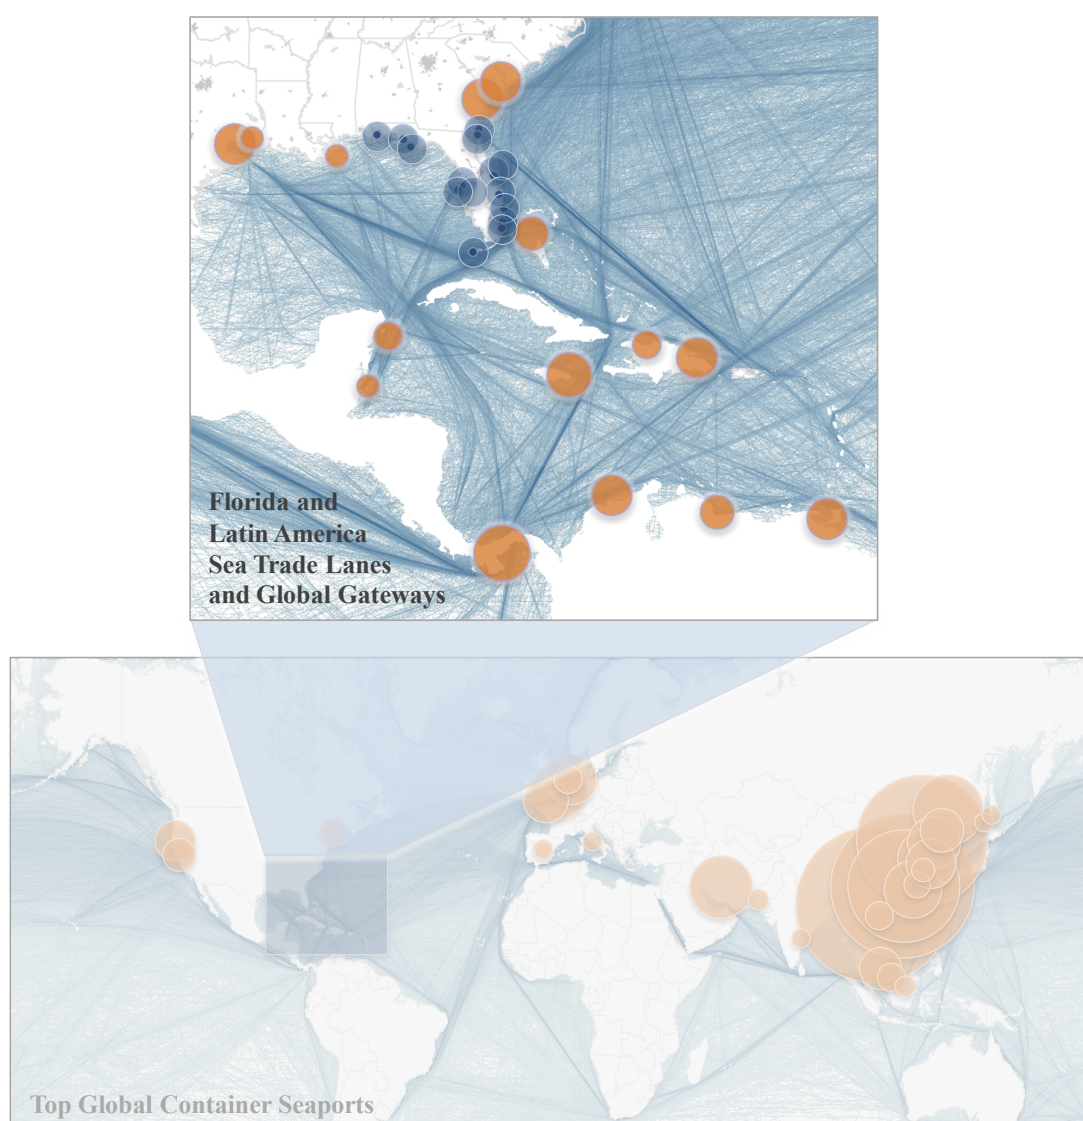 Florida and
Latin America
Sea Trade Lanes
and Global Gateways
Top Global Container Seaports